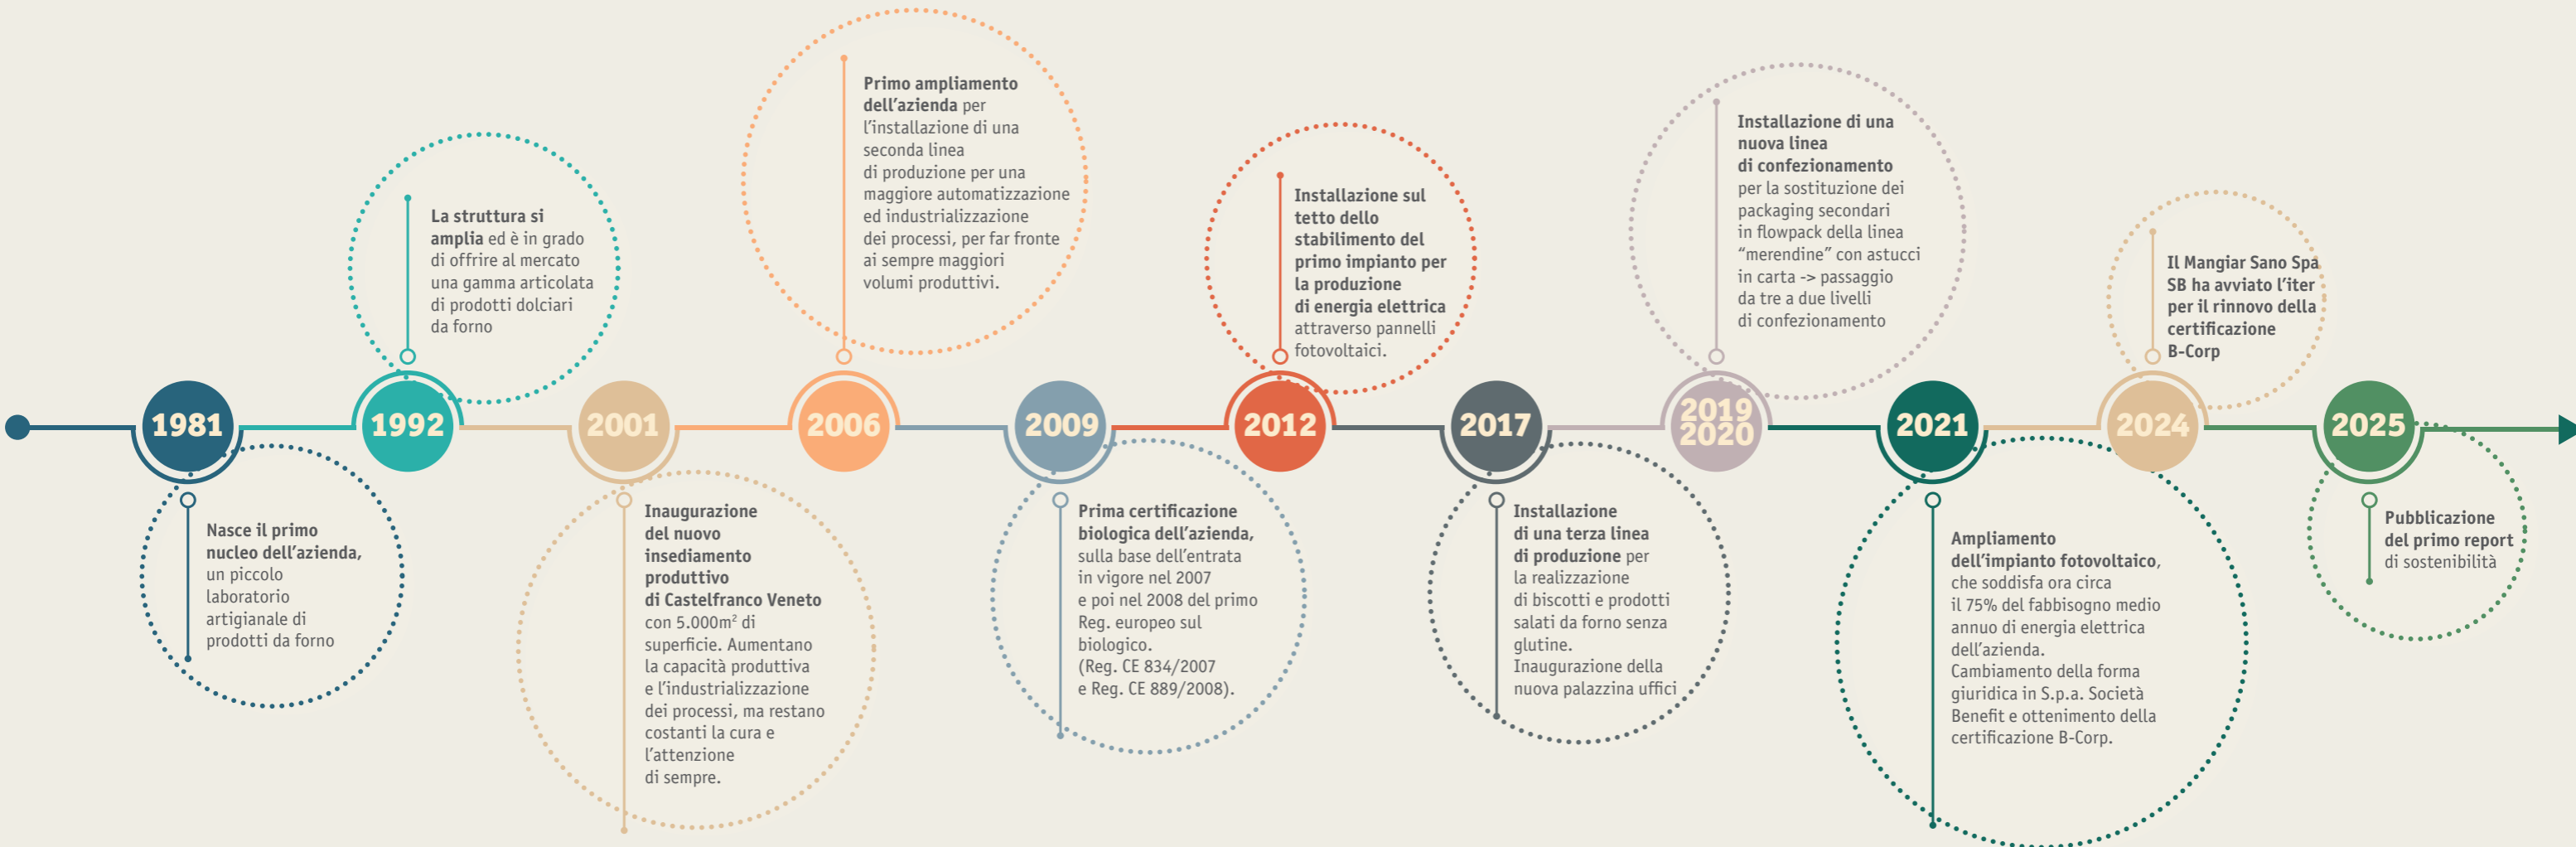 1981
Nasce il primo
nucleo dell’azienda,
un piccolo
laboratorio
artigianale di
prodotti da forno
1992
La struttura si
amplia ed è in grado
di offrire al mercato
una gamma articolata
di prodotti dolciari
da forno
2001
Inaugurazione
del nuovo
insediamento
produttivo
di Castelfranco Veneto
con 5.000m² di
superficie. Aumentano
la capacità produttiva
e l’industrializzazione
dei processi, ma restano
costanti la cura e
l’attenzione
di sempre.
2006
Primo ampliamento
dell’azienda per
l’installazione di una
seconda linea
di produzione per una
maggiore automatizzazione
ed industrializzazione
dei processi, per far fronte
ai sempre maggiori
volumi produttivi.
2009
Prima certificazione
biologica dell’azienda,
sulla base dell’entrata
in vigore nel 2007
e poi nel 2008 del primo
Reg. europeo sul
biologico.
(Reg. CE 834/2007
e Reg. CE 889/2008).
2012
Installazione sul
tetto dello
stabilimento del
primo impianto per
la produzione
di energia elettrica
attraverso pannelli
fotovoltaici.
2017
Installazione
di una terza linea
di produzione per
la realizzazione
di biscotti e prodotti
salati da forno senza
glutine.
Inaugurazione della
nuova palazzina uffici
2019
2020
Installazione di una
nuova linea
di confezionamento
per la sostituzione dei
packaging secondari
in flowpack della linea
“merendine” con astucci
in carta -> passaggio
da tre a due livelli
di confezionamento
2021
Ampliamento
dell’impianto fotovoltaico,
che soddisfa ora circa
il 75% del fabbisogno medio
annuo di energia elettrica
dell’azienda.
Cambiamento della forma
giuridica in S.p.a. Società
Benefit e ottenimento della
certificazione B-Corp.
2024
Il Mangiar Sano Spa
SB ha avviato l’iter
per il rinnovo della
certificazione
B-Corp
2025
Pubblicazione
del primo report
di sostenibilità